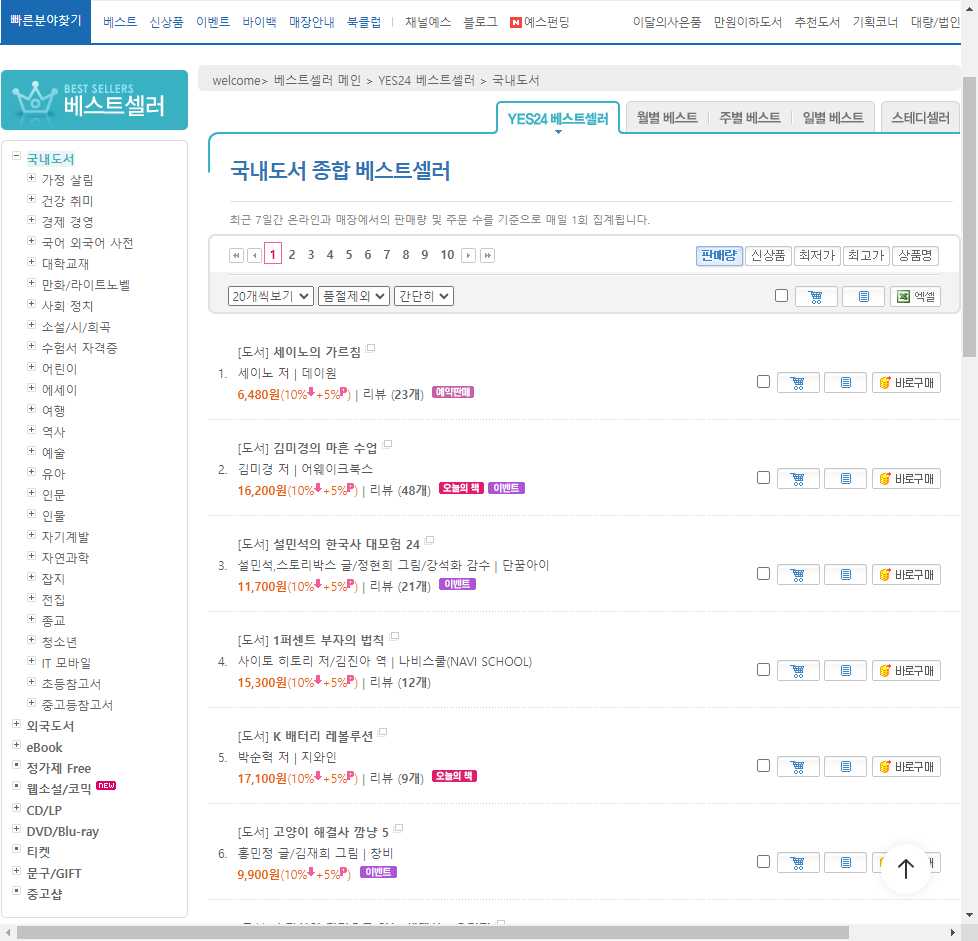 빠른분야찾기 베스트 신상품 이벤트 바이백 매장안내 북클럽 채널예스 블로그 N 예스펀딩 이달의사은품 만원이하도서 추천도서 기획코너 대량/법인
BEST SELLERS
베스트셀러
welcome> 베스트셀러 메인 > YES24 베스트셀러 > 국내도서
YES24 베스트셀러 월별 베스트 주별 베스트 일별 베스트 스테디셀러
국내도서 종합 베스트셀러
최근 7일간 온라인과 매장에서의 판매량 및 주문 수를 기준으로 매일 1회 집계됩니다.
1 2 3 4 5 6 7 8 9 10 판매량 신상품 최저가 최고가 상품명
20개씩보기 품절제외 간단히 엑셀
국내도서
가정 살림
건강 취미
경제 경영
국어 외국어 사전
대학교재
만화/라이트노벨
사회 정치
소설/시/희곡
수험서 자격증
어린이
에세이
여행
역사
예술
유아
인문
인물
자기계발
자연과학
잡지
전집
종교
청소년
IT 모바일
초등참고서
중고등참고서
외국도서
eBook
정가제 Free
웹소설/코믹 NEW
CD/LP
DVD/Blu-ray
티켓
문구/GIFT
중고샵
[도서] 세이노의 가르침
1. 세이노 저 | 데이원
6,480원(10%+5%P) | 리뷰 (23개) 예약판매
바로구매
[도서] 김미경의 마흔 수업
2. 김미경 저 | 어웨이크북스
16,200원(10%+5%P) | 리뷰 (48개) 오늘의 책 이벤트
바로구매
[도서] 설민석의 한국사 대모험 24
3. 설민석,스토리박스 글/정현희 그림/강석화 감수 | 단꿈아이
11,700원(10%+5%P) | 리뷰 (21개) 이벤트
바로구매
[도서] 1퍼센트 부자의 법칙
4. 사이토 히토리 저/김진아 역 | 나비스쿨(NAVI SCHOOL)
15,300원(10%+5%P) | 리뷰 (12개)
바로구매
[도서] K 배터리 레볼루션
5. 박순혁 저 | 지와인
17,100원(10%+5%P) | 리뷰 (9개) 오늘의 책
바로구매
[도서] 고양이 해결사 깜냥 5
6. 홍민정 글/김재희 그림 | 창비
9,900원(10%+5%P) 이벤트